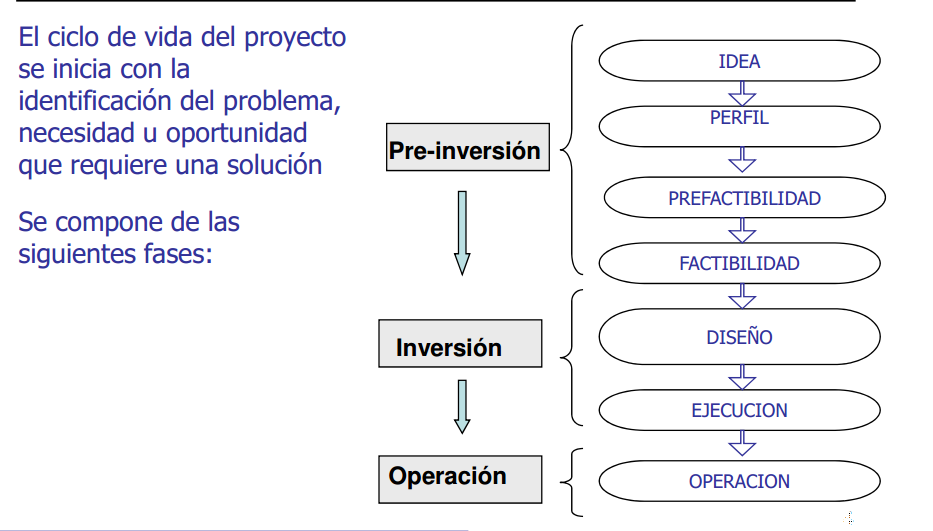 El ciclo de vida del proyecto
se inicia con la
identificación del problema,
necesidad u oportunidad
que requiere una solución
Se compone de las
siguientes fases:
Pre-inversión
Inversión
Operación
IDEA
PERFIL
PREFACTIBILIDAD
FACTIBILIDAD
DISEÑO
EJECUCION
OPERACION